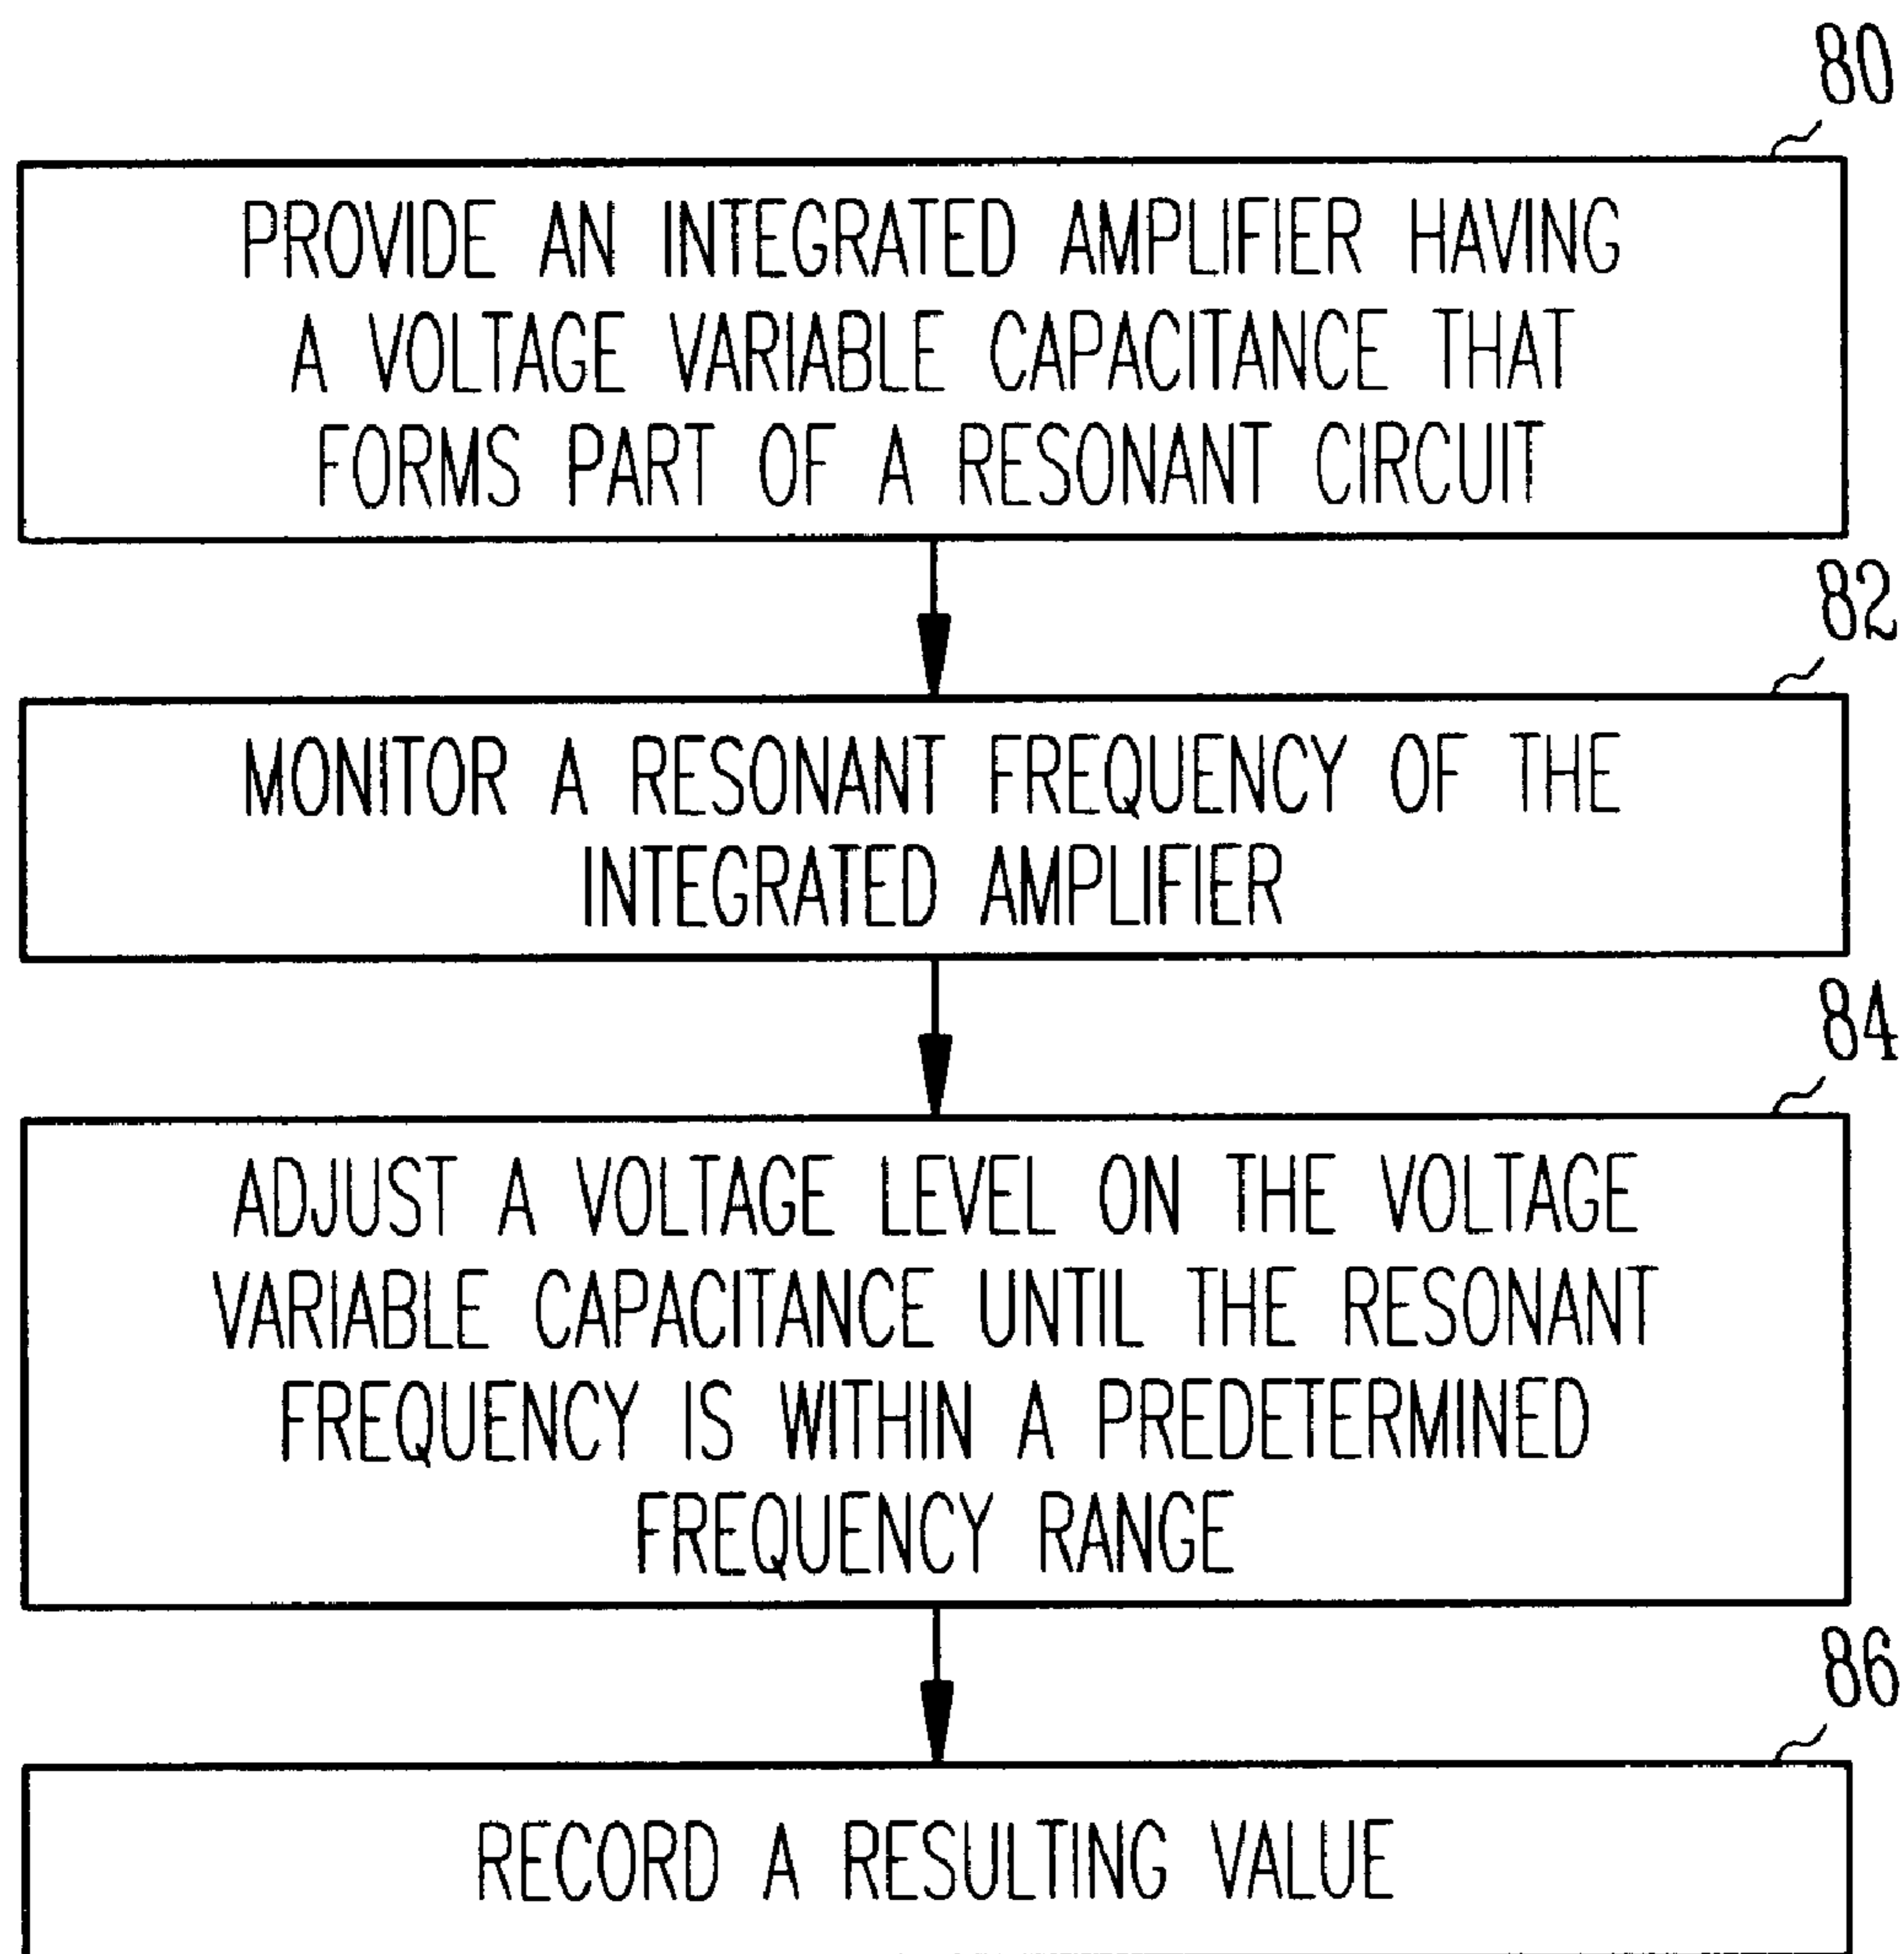 80
PROVIDE AN INTEGRATED AMPLIFIER HAVING
A VOLTAGE VARIABLE CAPACITANCE THAT
FORMS PART OF A RESONANT CIRCUIT
82
MONITOR A RESONANT FREQUENCY OF THE
INTEGRATED AMPLIFIER
84
ADJUST A VOLTAGE LEVEL ON THE VOLTAGE
VARIABLE CAPACITANCE UNTIL THE RESONANT
FREQUENCY IS WITHIN A PREDETERMINED
FREQUENCY RANGE
86
RECORD A RESULTING VALUE